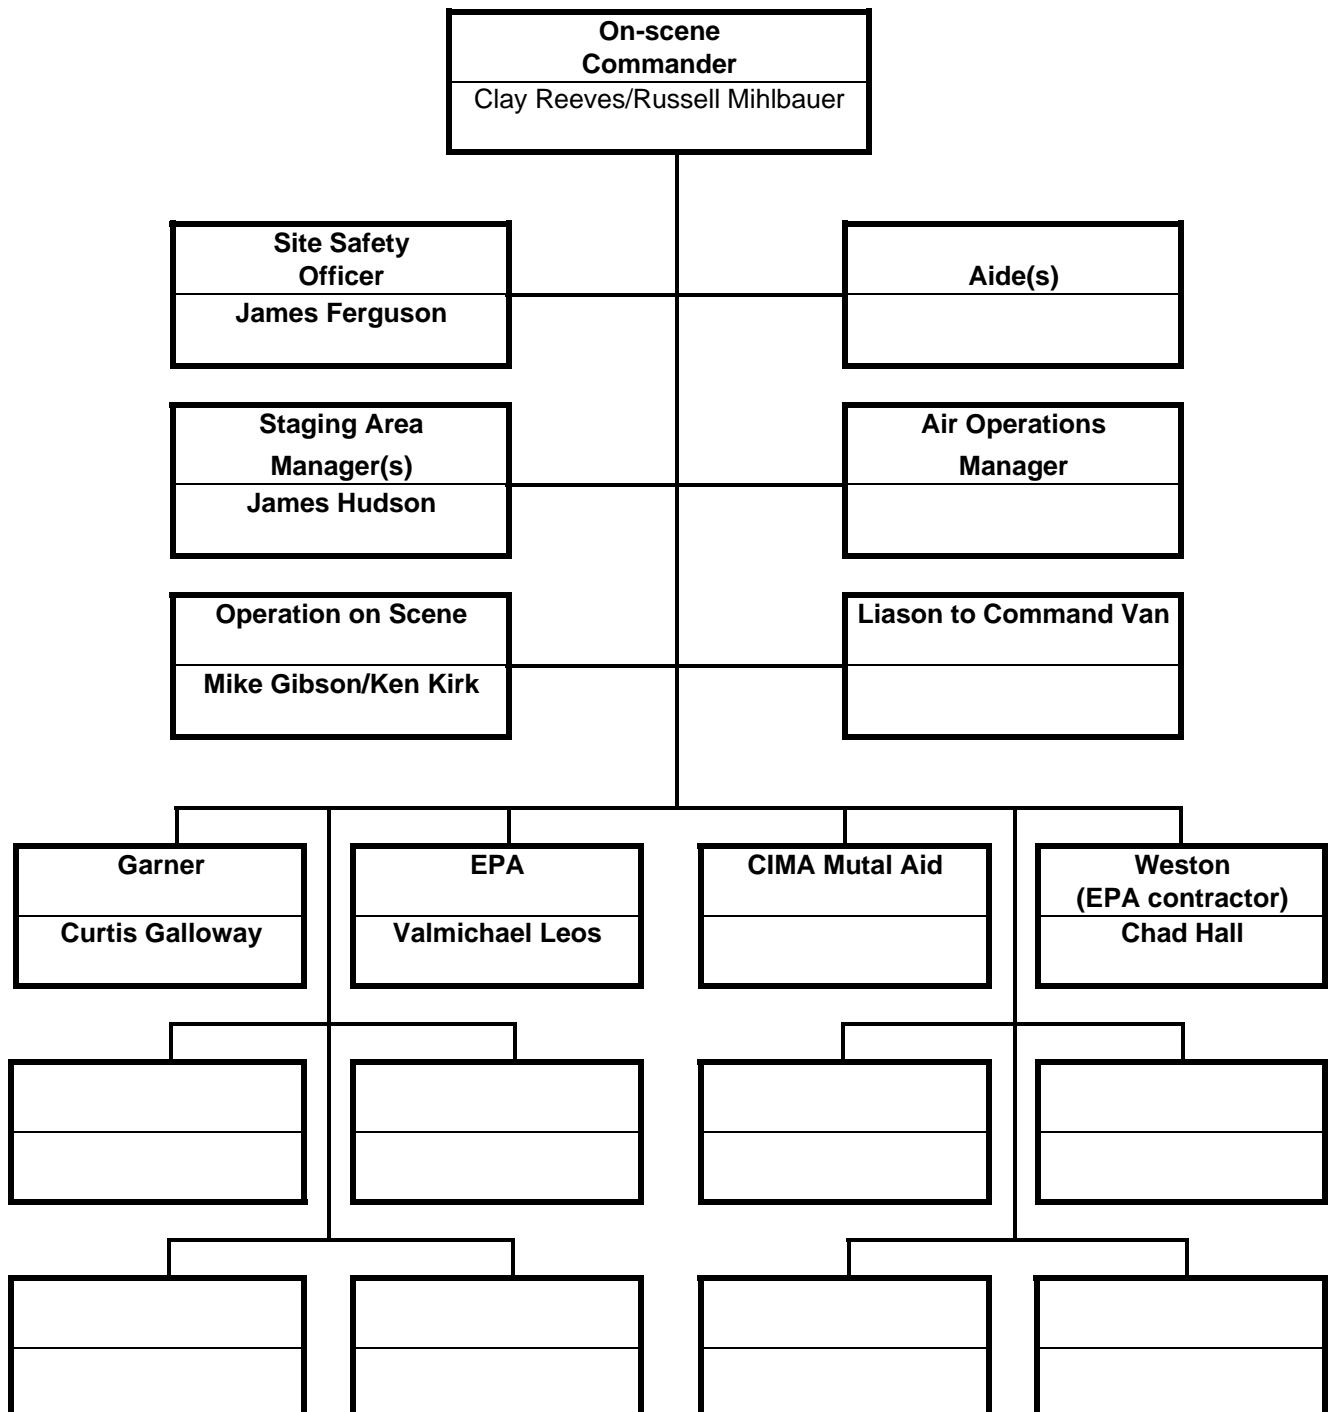 On-scene
Commander
Clay Reeves/Russell Mihlbauer
Site Safety
Officer
James Ferguson
Aide(s)
Staging Area
Manager(s)
James Hudson
Air Operations
Manager
Operation on Scene
Mike Gibson/Ken Kirk
Liason to Command Van
Garner
Curtis Galloway
EPA
Valmichael Leos
CIMA Mutal Aid
Weston
(EPA contractor)
Chad Hall